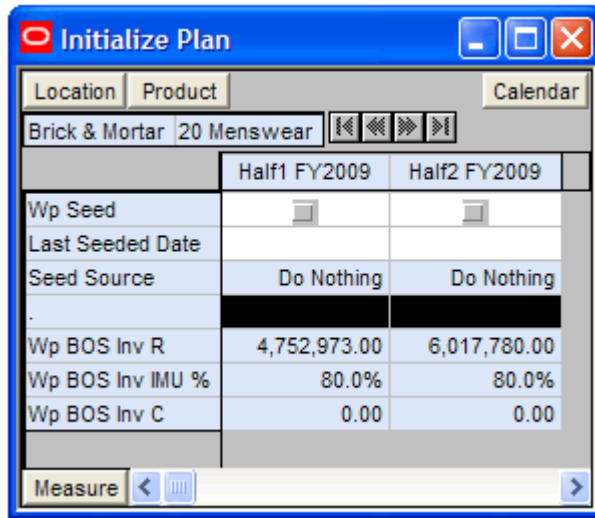 Initialize Plan
Location Product Calendar
Brick & Mortar 20 Menswear
Half1 FY2009 Half2 FY2009
Wp Seed
Last Seeded Date
Seed Source Do Nothing Do Nothing
.
Wp BOS Inv R 4,752,973.00 6,017,780.00
Wp BOS Inv IMU % 80.0% 80.0%
Wp BOS Inv C 0.00 0.00
Measure